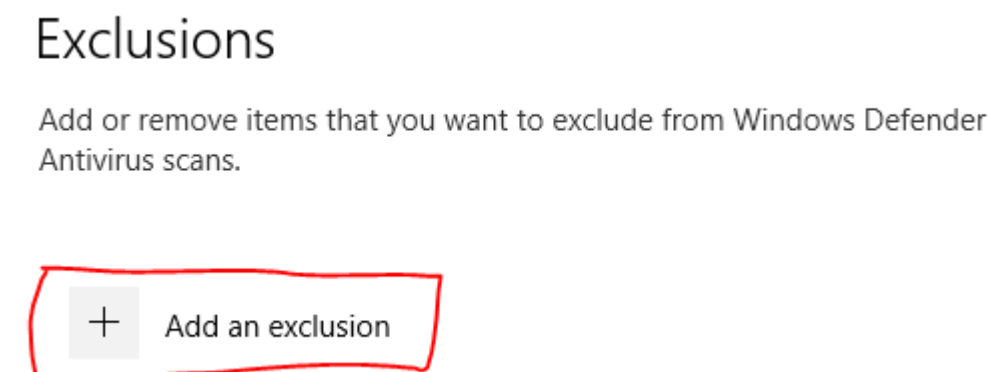 Exclusions
Add or remove items that you want to exclude from Windows Defender
Antivirus scans.
+ Add an exclusion